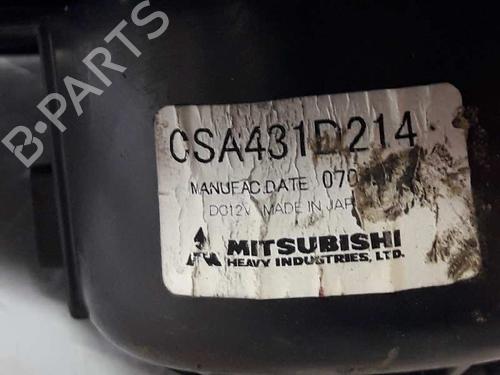 B-PARTS
CSA431D214
MANUFAC.DATE 070
DC12V MADE IN JAP
MITSUBISHI
HEAVY INDUSTRIES, LTD.